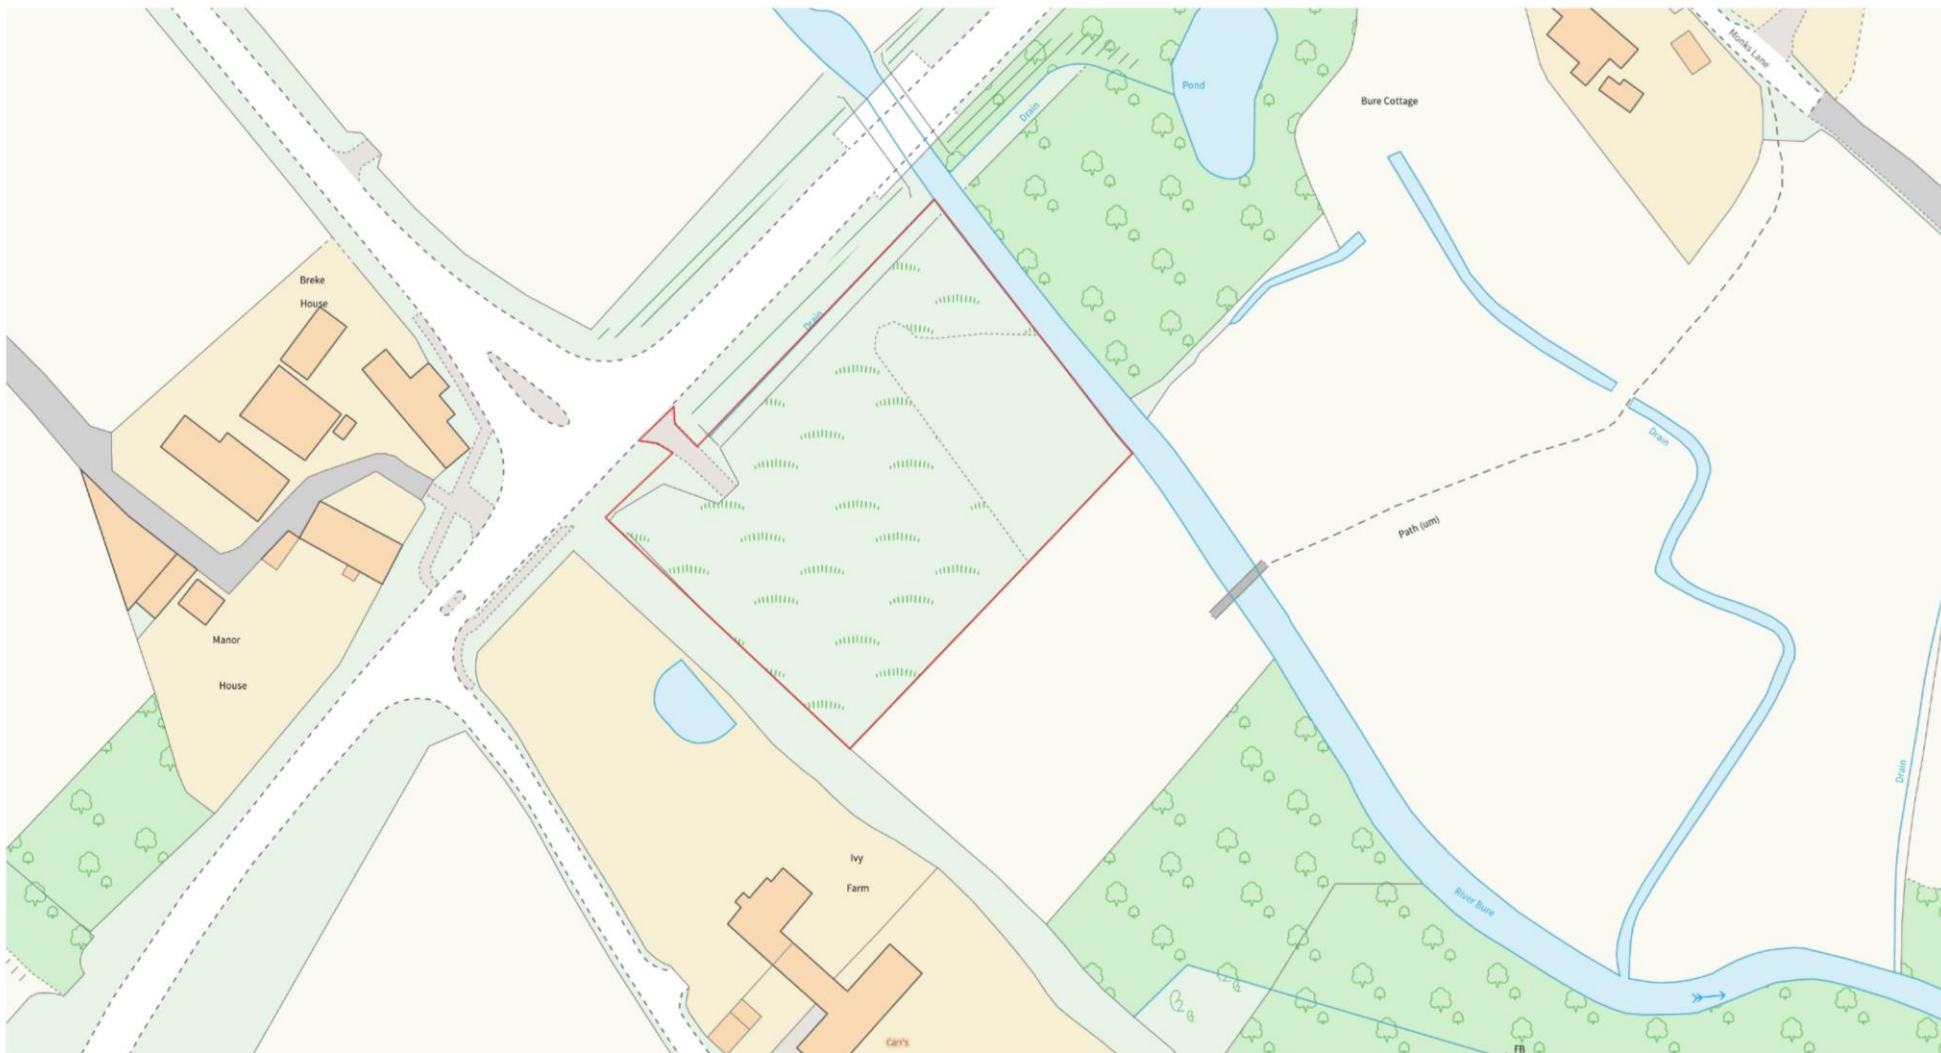 Monks Lane
Pond
Bure Cottage
Drain
Breke
House
Drain
Drain
Path (um)
Manor
House
Drain
Ivy
Farm
River Bure
Carr's
FB